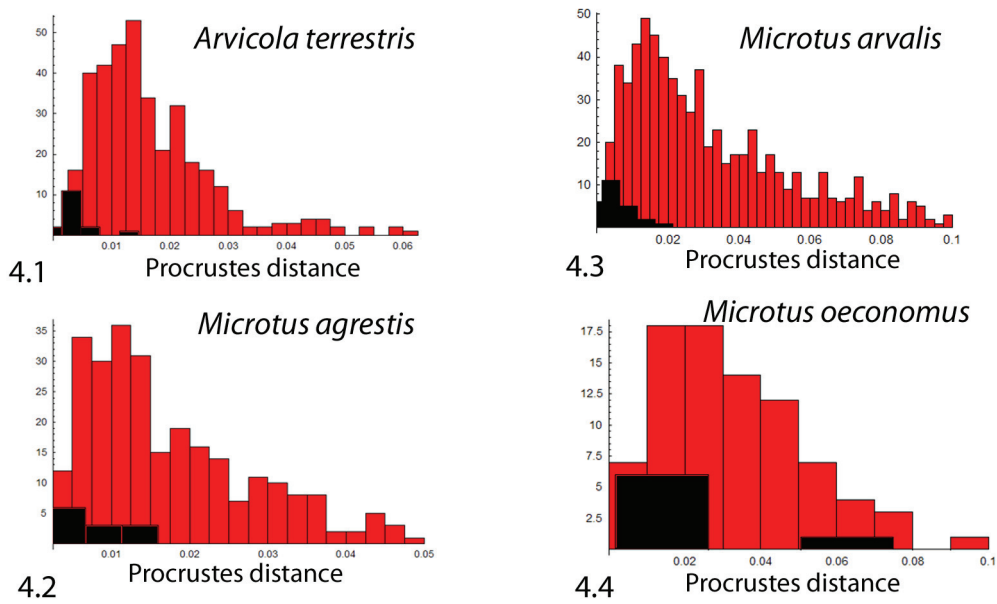 Arvicola terrestris
50
40
30
20
10
0.01 0.02 0.03 0.04 0.05 0.06
Procrustes distance
4.1
Microtus arvalis
50
40
30
20
10
0.02 0.04 0.06 0.08 0.1
Procrustes distance
4.3
Microtus agrestis
35
30
25
20
15
10
5
0.01 0.02 0.03 0.04 0.05
Procrustes distance
4.2
Microtus oeconomus
17.5
15
12.5
10
7.5
5
2.5
0.02 0.04 0.06 0.08 0.1
Procrustes distance
4.4